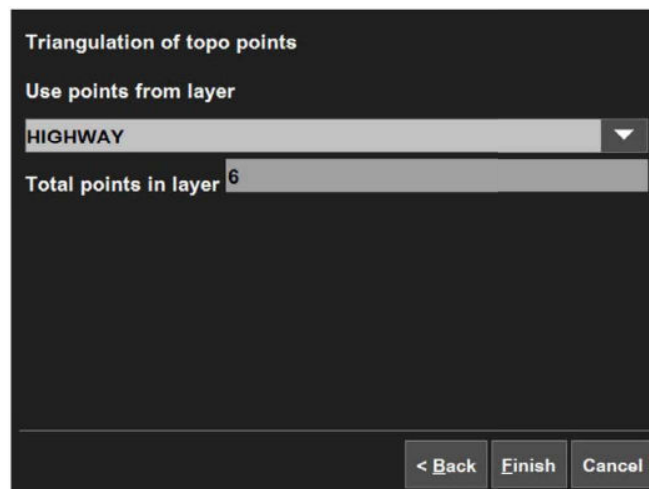 Triangulation of topo points
Use points from layer
HIGHWAY
Total points in layer 6
< Back Finish Cancel